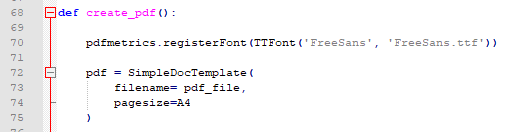 68 def create_pdf():
69
70 pdfmetrics.registerFont(TTFont('FreeSans', 'FreeSans.ttf'))
71
72 pdf = SimpleDocTemplate(
73 filename= pdf_file,
74 pagesize=A4
75 )